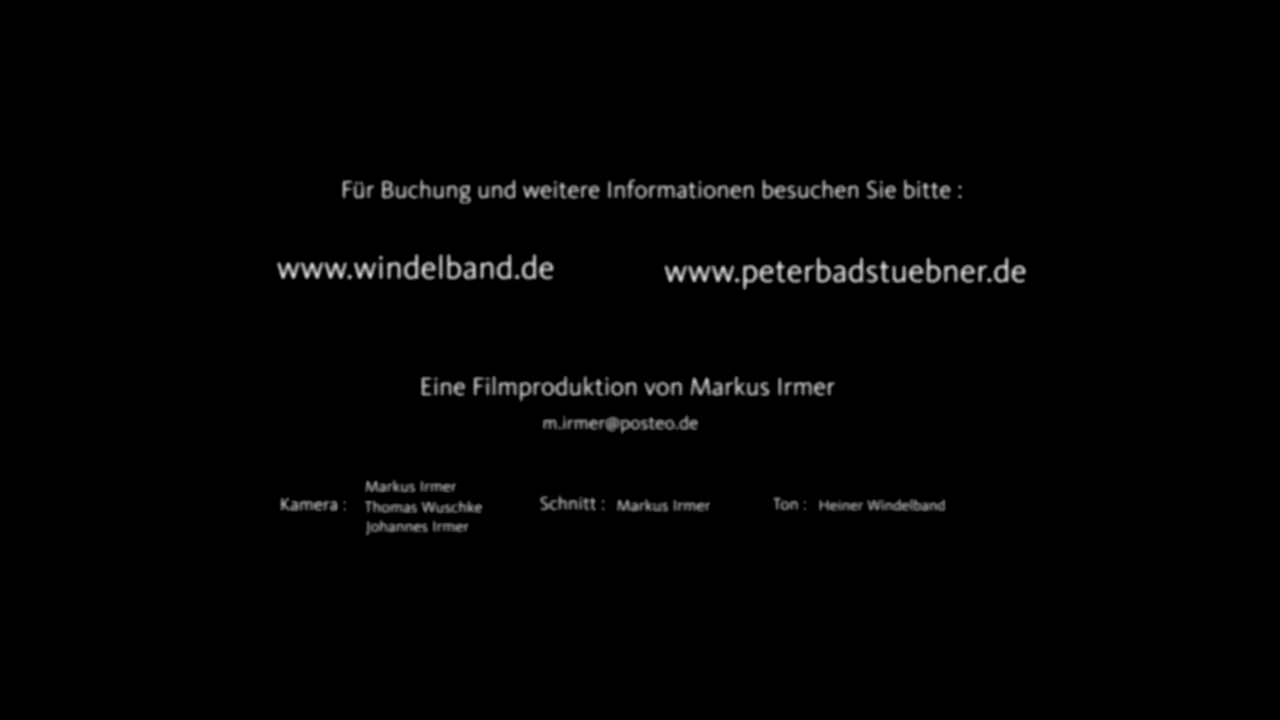 Für Buchung und weitere Informationen besuchen Sie bitte :
www.windelband.de
www.peterbadstuebner.de
Eine Filmproduktion von Markus Irmer
m.irmer@posteo.de
Kamera :
Markus Irmer
Thomas Wuschke
Johannes Irmer
Schnitt : Markus Irmer
Ton : Heiner Windelband